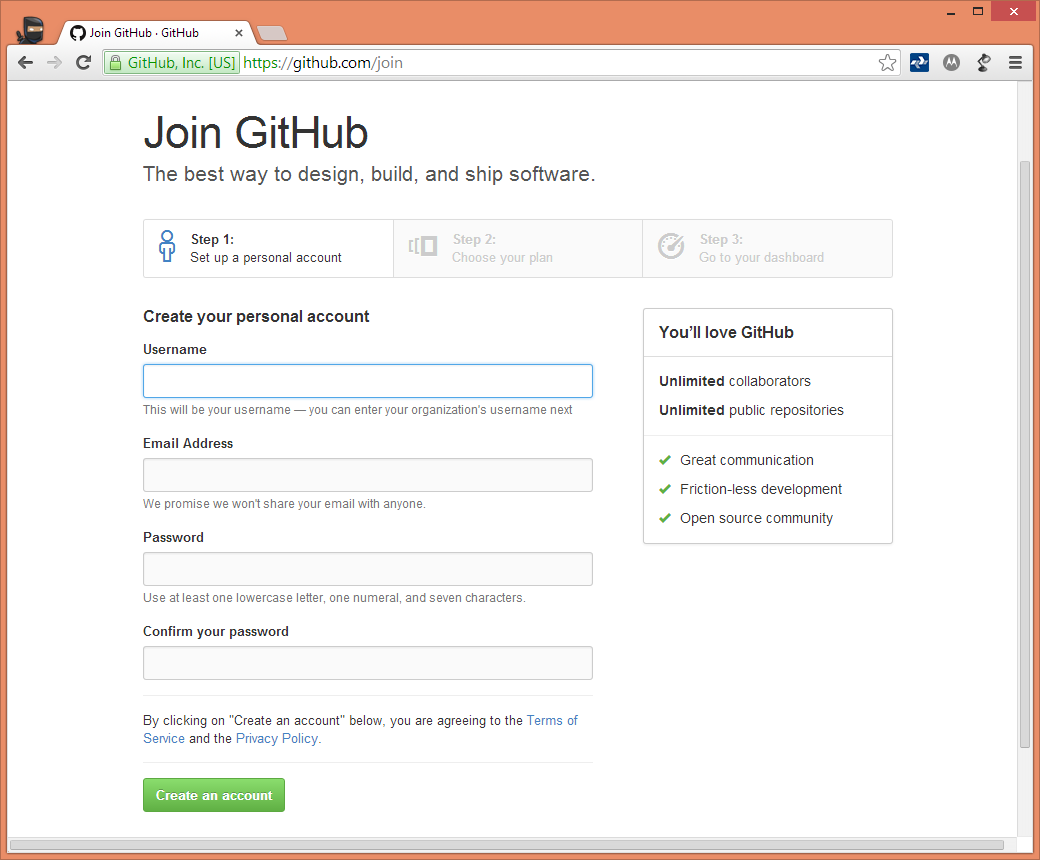 Join GitHub · GitHub
GitHub, Inc. [US] https://github.com/join
Join GitHub
The best way to design, build, and ship software.
Step 1:
Set up a personal account
Step 2:
Choose your plan
Step 3:
Go to your dashboard
Create your personal account
Username
This will be your username — you can enter your organization's username next
Email Address
We promise we won't share your email with anyone.
Password
Use at least one lowercase letter, one numeral, and seven characters.
Confirm your password
By clicking on "Create an account" below, you are agreeing to the Terms of
Service and the Privacy Policy.
Create an account
You’ll love GitHub
Unlimited collaborators
Unlimited public repositories
Great communication
Friction-less development
Open source community